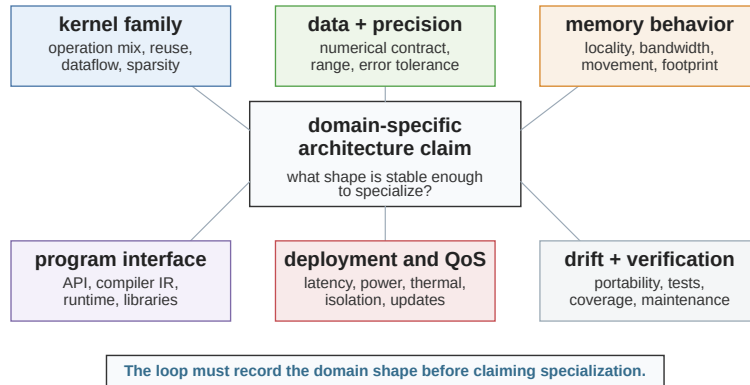 kernel family
operation mix, reuse,
dataflow, sparsity
data + precision
numerical contract,
range, error tolerance
memory behavior
locality, bandwidth,
movement, footprint
domain-specific
architecture claim
what shape is stable enough
to specialize?
program interface
API, compiler IR,
runtime, libraries
deployment and QoS
latency, power, thermal,
isolation, updates
drift + verification
portability, tests,
coverage, maintenance
The loop must record the domain shape before claiming specialization.